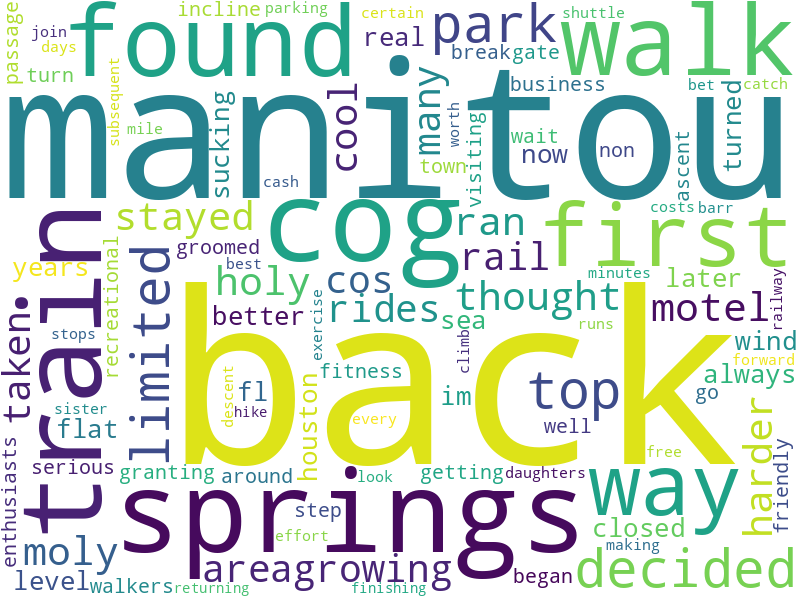 passage
incline
parking
certain
shuttle
join
found
real
park
walk
days
turn
break
gate
subsequent
manitou
sucking
cool
many
business
bet
catch
mile
worth
visiting
wait
now
non
ascent
turned
cash
town
stayed
cog
ran
first
costs
barr
train
limited
groomed
rail
years
recreational
holy
best
cos
minutes
later
railway
taken
back
better
exercise
rides
thought
motel
stops
sea
runs
climb
wind
descent
fl
houston
fitness
im
top
forward
always
sister
hike
every
go
flat
well
harder
friendly
enthusiasts
serious
granting
around
look
getting
daughters
free
springs
way
step
closed
moly
effort
making
level
walkers
areagrowing
began
decided
returning
finishing